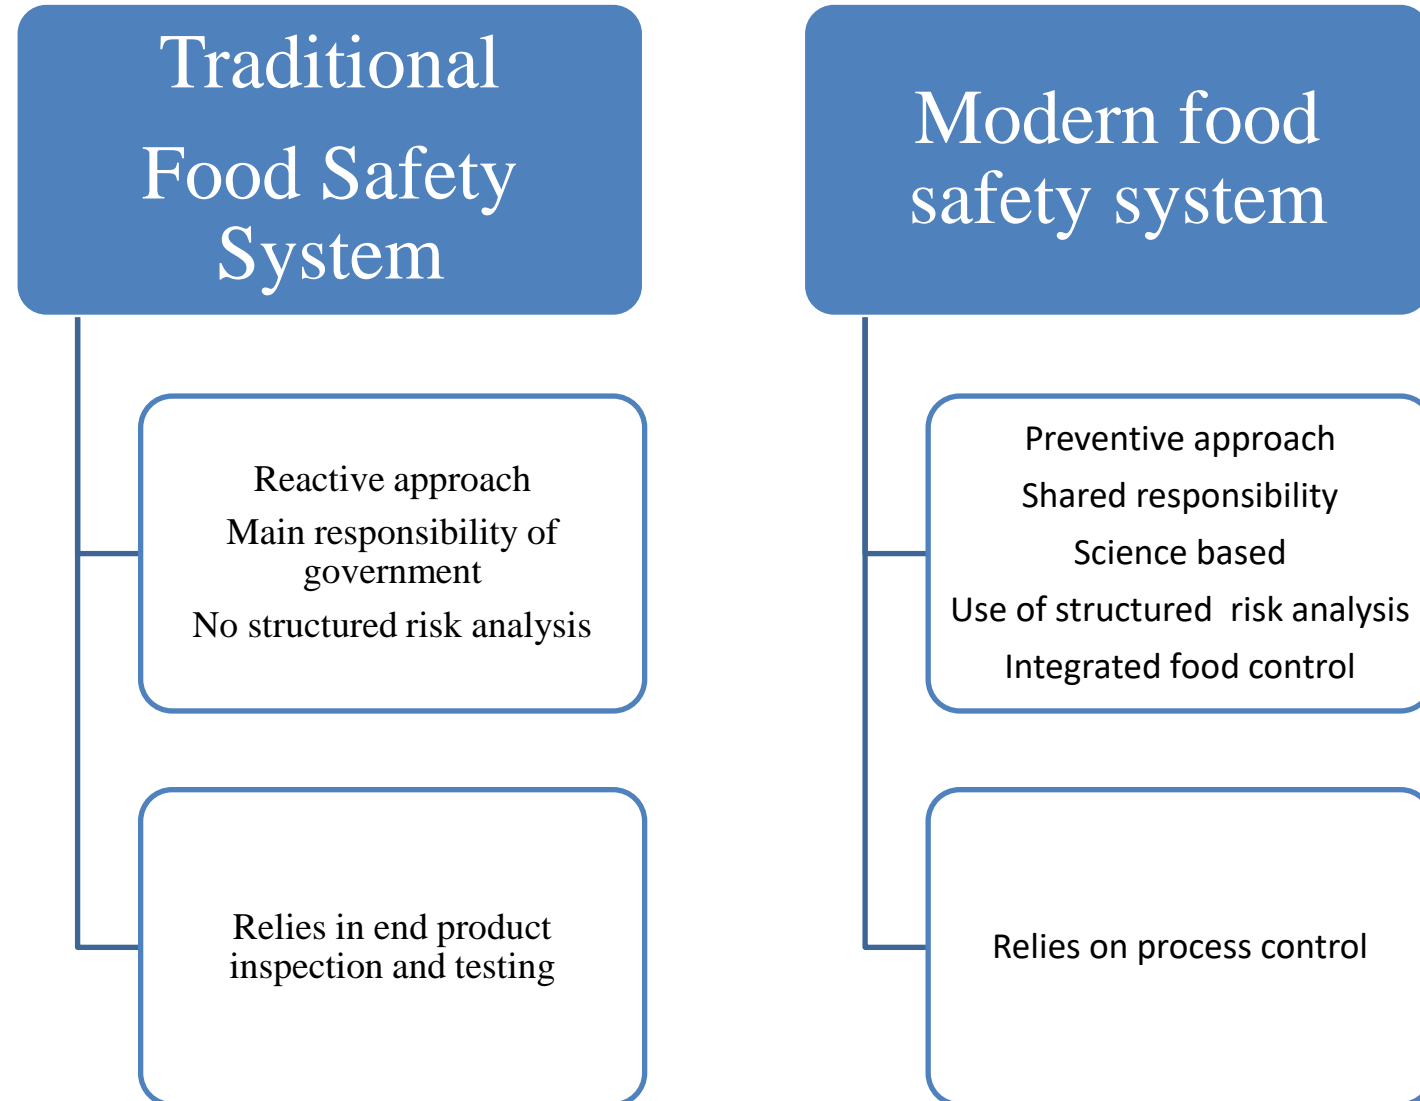 Traditional
Food Safety
System
Reactive approach
Main responsibility of
government
No structured risk analysis
Relies in end product
inspection and testing
Modern food
safety system
Preventive approach
Shared responsibility
Science based
Use of structured  risk analysis
Integrated food control
Relies on process control